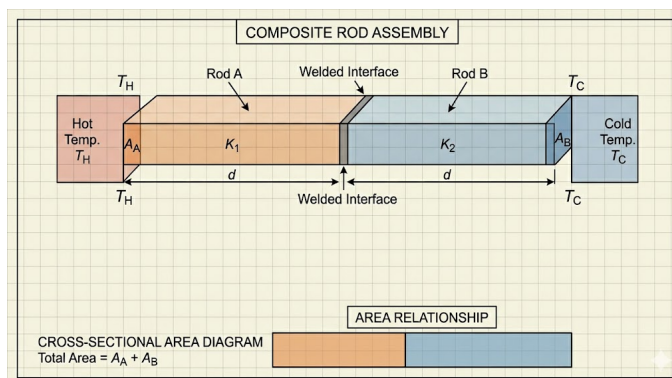 COMPOSITE ROD ASSEMBLY
T_H
Rod A
Welded Interface
Rod B
T_C
Hot
Temp.
T_H
A_A
K_1
K_2
A_B
Cold
Temp.
T_C
T_H
d
d
T_C
Welded Interface
AREA RELATIONSHIP
CROSS-SECTIONAL AREA DIAGRAM
Total Area = A_A + A_B